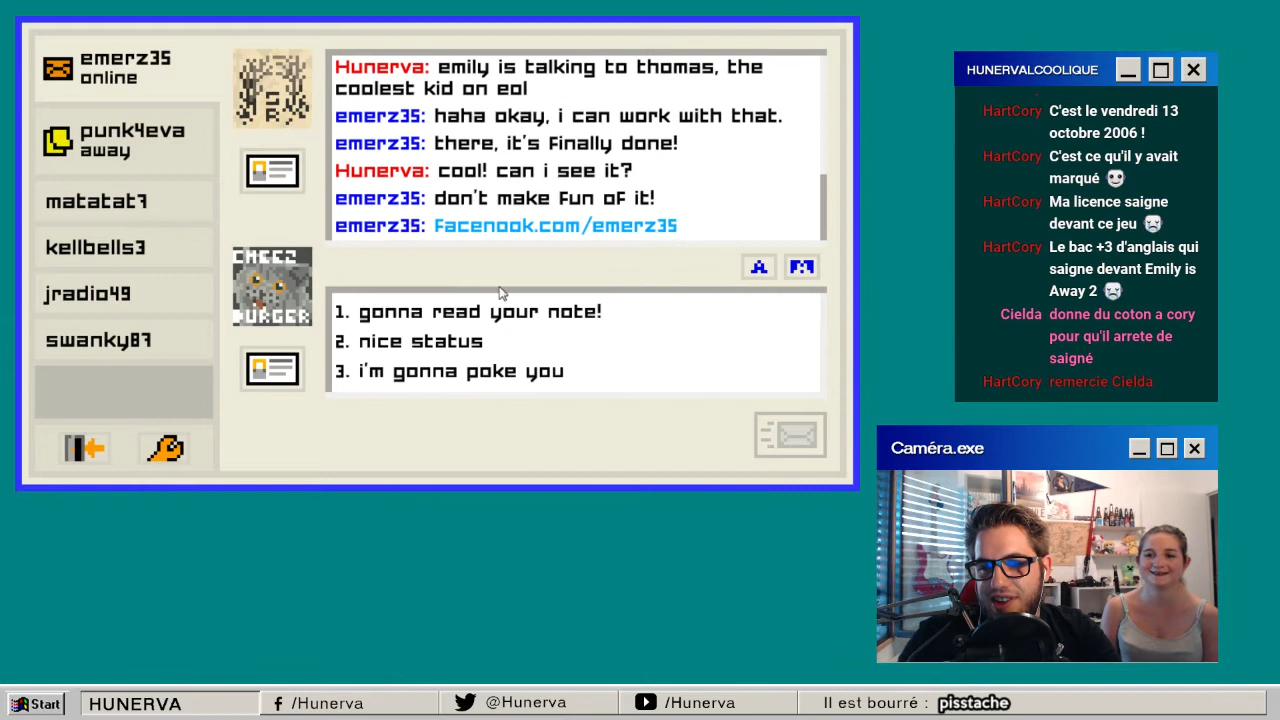 emerz35
online
punk4eva
away
matatat7
kellbells3
jradio49
swanky87
CHEEZ
BURGER
Hunerva: emily is talking to thomas, the
coolest kid on eol
emerz35: haha okay, i can work with that.
emerz35: there, it's finally done!
Hunerva: cool! can i see it?
emerz35: don't make fun of it!
emerz35: facenook.com/emerz35
A
1. gonna read your note!
2. nice status
3. i'm gonna poke you
HUNERVALCOOLIQUE
HartCory C'est le vendredi 13
octobre 2006 !
HartCory C'est ce qu'il y avait
marqué
HartCory Ma licence saigne
devant ce jeu
HartCory Le bac +3 d'anglais qui
saigne devant Emily is
Away 2
Cielda donne du coton a cory
pour qu'il arrete de
saigné
HartCory remercie Cielda
Caméra.exe
Start
HUNERVA
/Hunerva
@Hunerva
/Hunerva
Il est bourré : pisstache